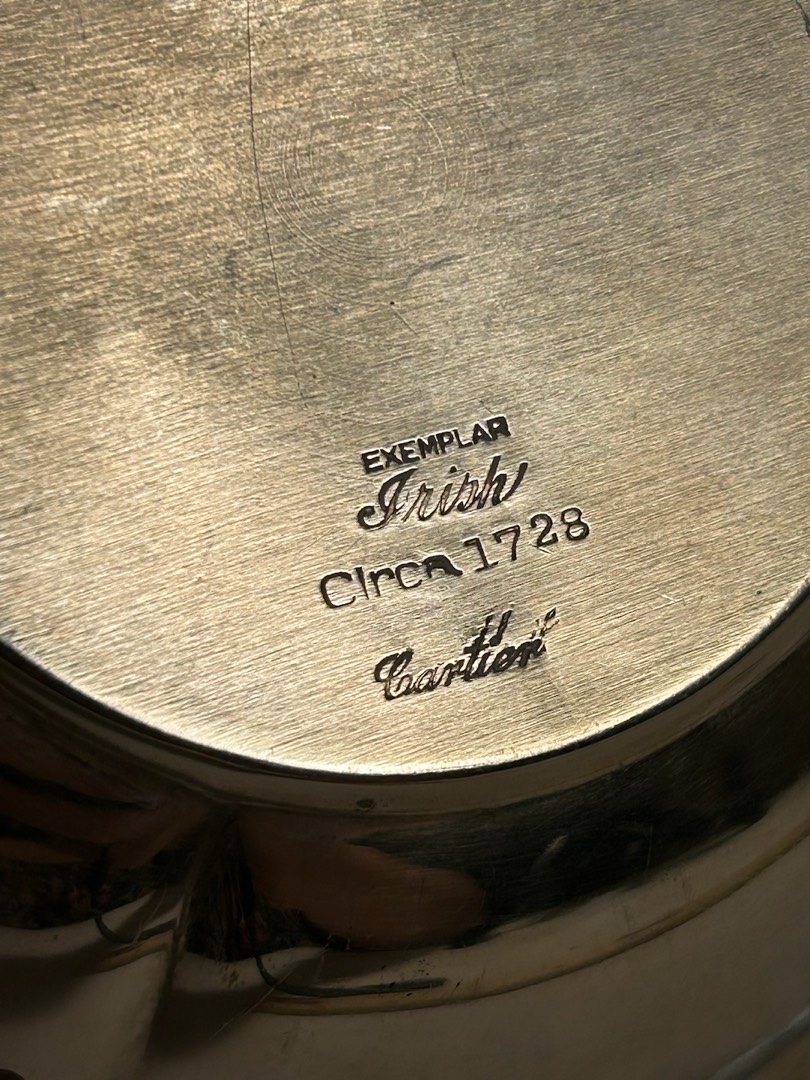 EXEMPLAR
Irish
Circa 1728
Cartier